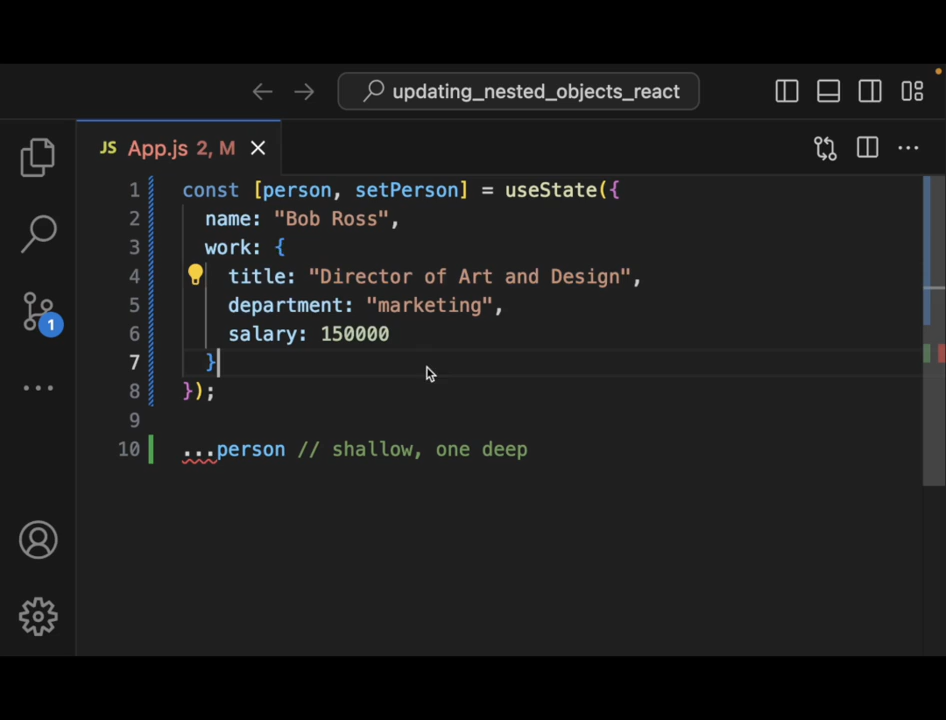 updating_nested_objects_react
JS App.js 2, M
1 const [person, setPerson] = useState({
2 name: "Bob Ross",
3 work: {
4 title: "Director of Art and Design",
5 department: "marketing",
6 salary: 150000
7 }
8 });
9
10 ...person // shallow, one deep
1